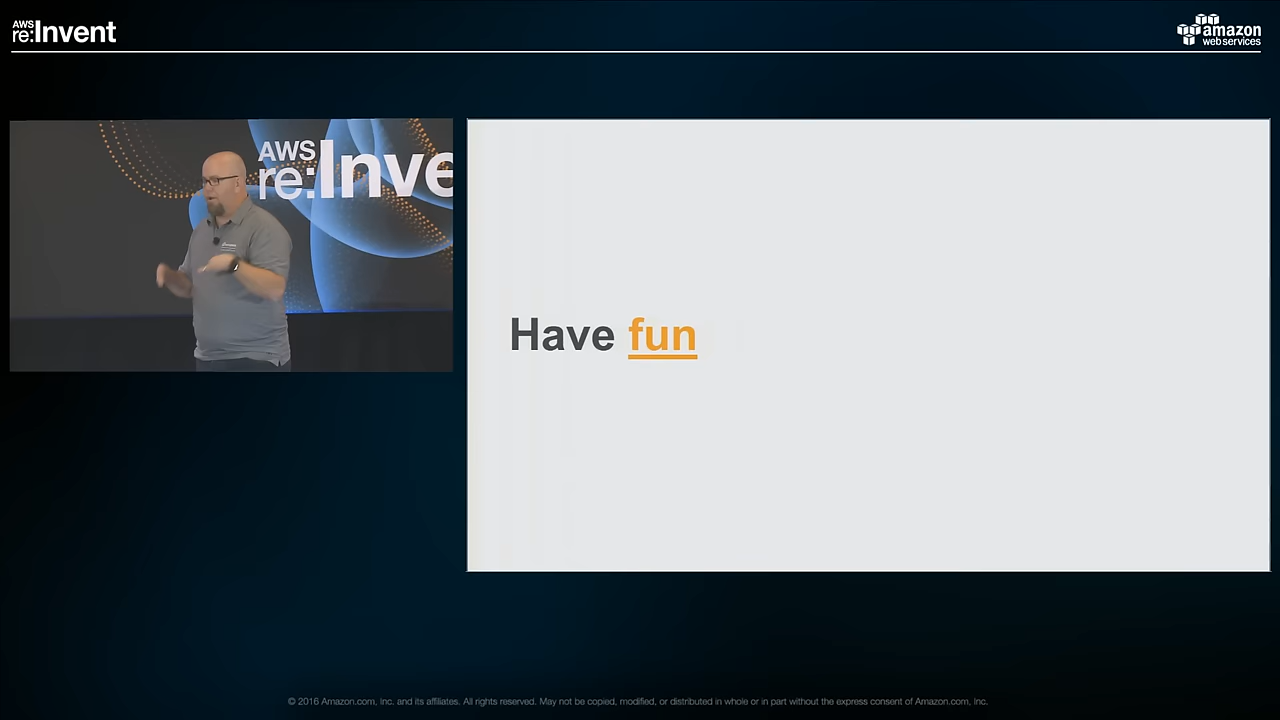 AWS
re:Invent
amazon
web services
AWS
re:Inve
Have fun
© 2016 Amazon.com, Inc. and its affiliates. All rights reserved. May not be copied, modified, or distributed in whole or in part without the express consent of Amazon.com, Inc.